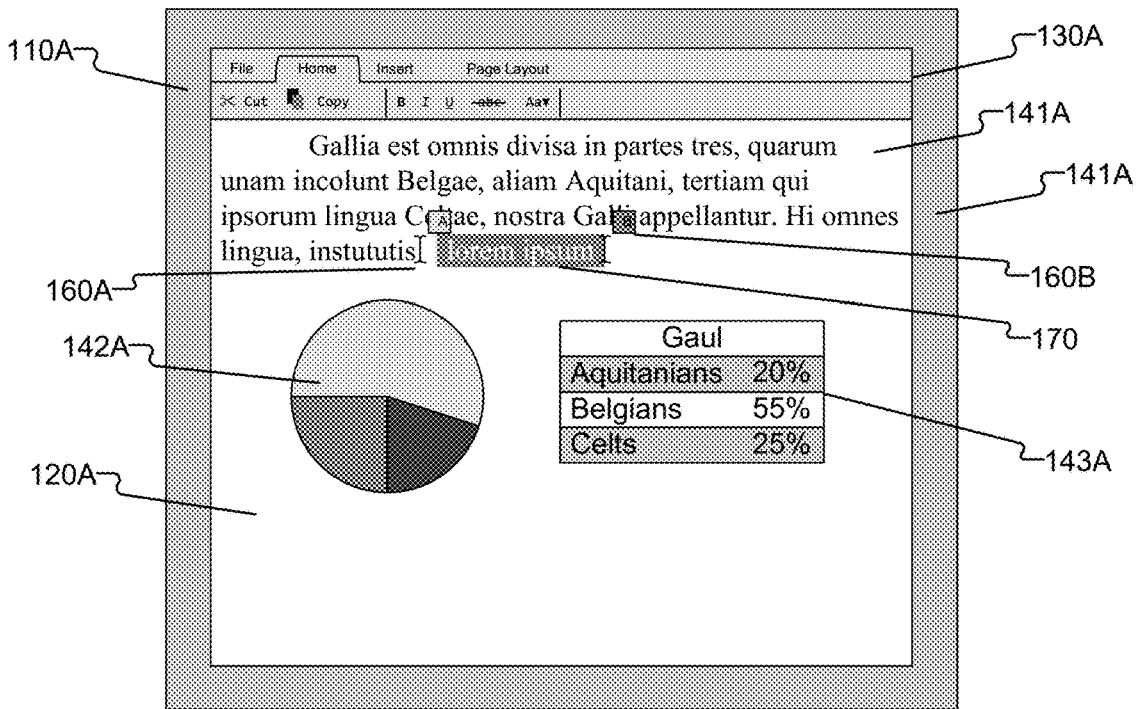 110A
130A
File Home Insert Page Layout
Cut Copy B I U abc Aa▾
141A
Gallia est omnis divisa in partes tres, quarum
unam incolunt Belgae, aliam Aquitani, tertiam qui
141A
ipsorum lingua Celtae, nostra Galli appellantur. Hi omnes
A
lingua, instututis lorem ipsum
160A
160B
170
142A
Gaul
Aquitanians 20%
Belgians 55%
Celts 25%
143A
120A